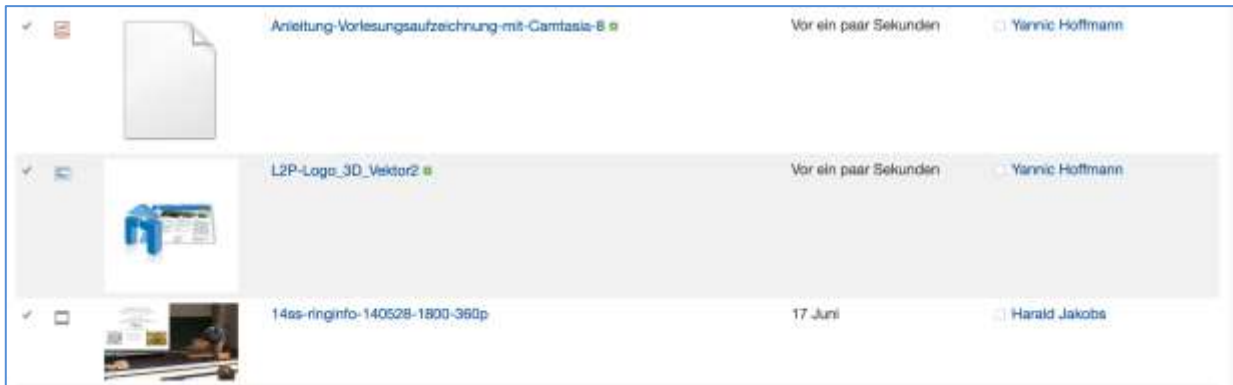 Anleitung-Vorlesungsaufzeichnung-mit-Camtasia-8 Vor ein paar Sekunden Yannic Hoffmann
L2P-Logo_3D_Vektor2 Vor ein paar Sekunden Yannic Hoffmann
14ss-ringinfo-140528-1800-360p 17 Juni Harald Jakobs